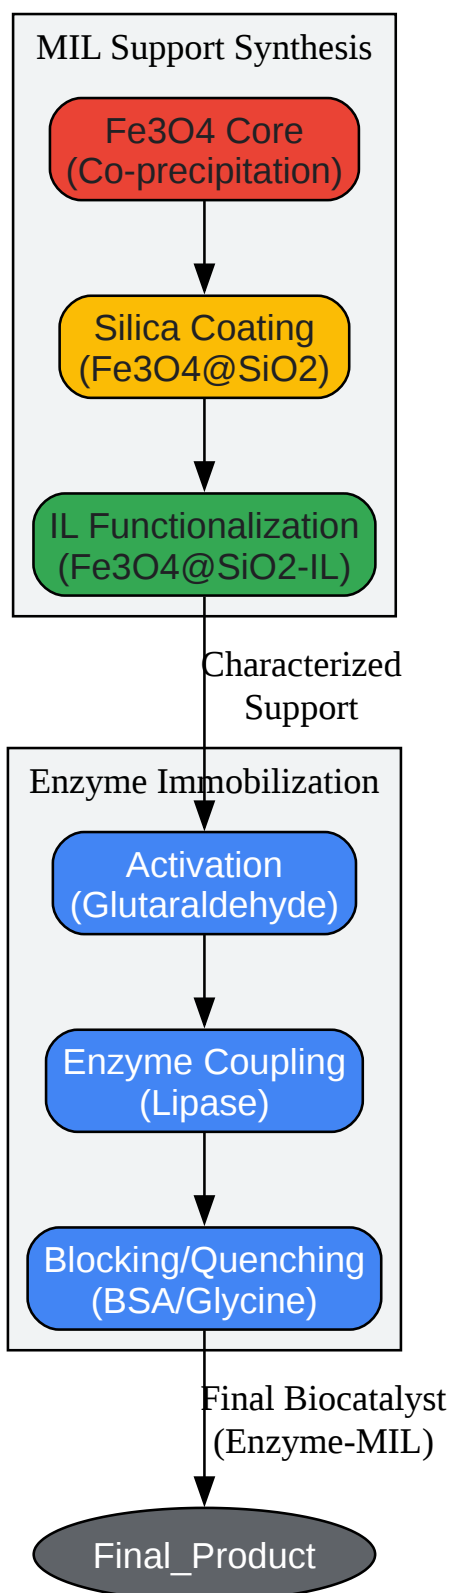 MIL Support Synthesis
Fe3O4 Core
(Co-precipitation)
Silica Coating
(Fe3O4@SiO2)
IL Functionalization
(Fe3O4@SiO2-IL)
Characterized
Support
Enzyme Immobilization
Activation
(Glutaraldehyde)
Enzyme Coupling
(Lipase)
Blocking/Quenching
(BSA/Glycine)
Final Biocatalyst
(Enzyme-MIL)
Final_Product